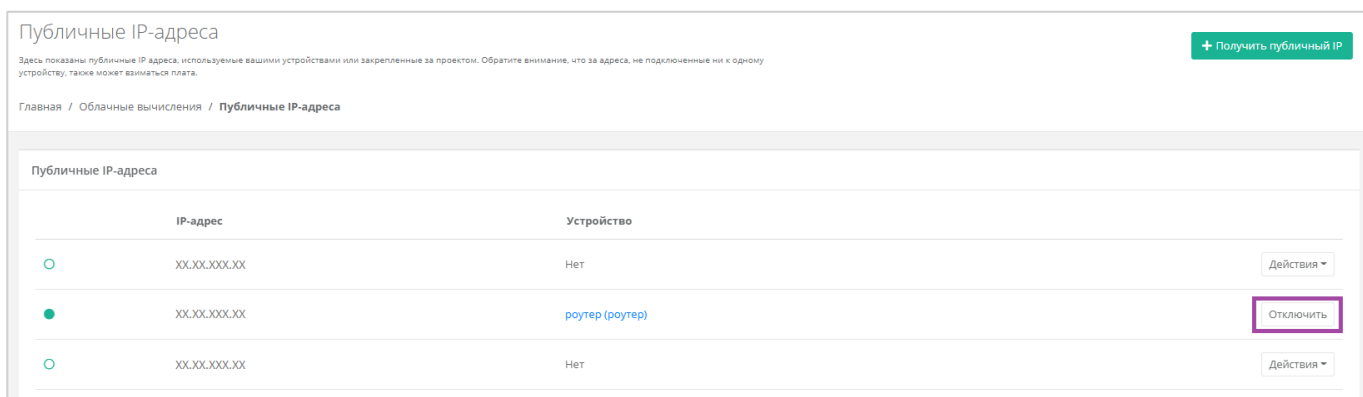 Публичные IP-адреса
+ Получить публичный IP
Здесь показаны публичные IP адреса, используемые вашими устройствами или закрепленные за проектом. Обратите внимание, что за адреса, не подключенные ни к одному
устройству, также может взиматься плата.
Главная / Облачные вычисления / Публичные IP-адреса
Публичные IP-адреса
IP-адрес Устройство
XX.XX.XXX.XX Нет Действия
XX.XX.XXX.XX роутер (роутер) Отключить
XX.XX.XXX.XX Нет Действия